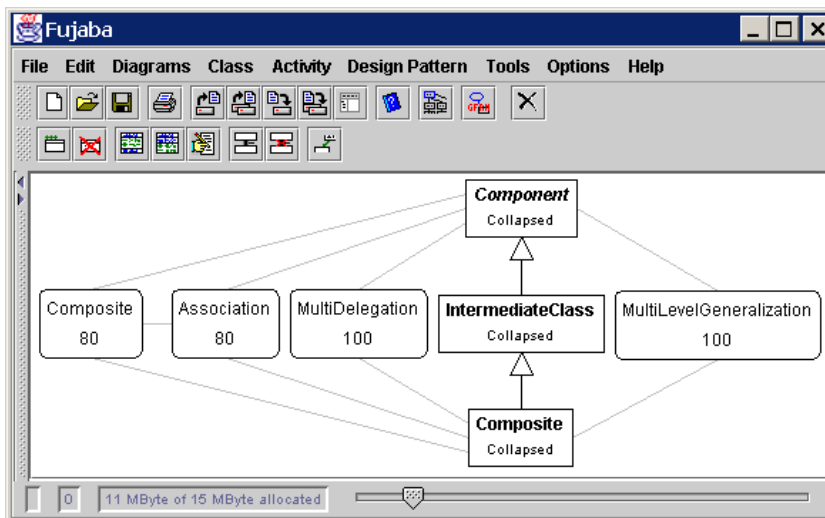 Fujaba
File Edit Diagrams Class Activity Design Pattern Tools Options Help
Component
Collapsed
Composite
80
Association
80
MultiDelegation
100
IntermediateClass
Collapsed
MultiLevelGeneralization
100
Composite
Collapsed
0
11 MByte of 15 MByte allocated